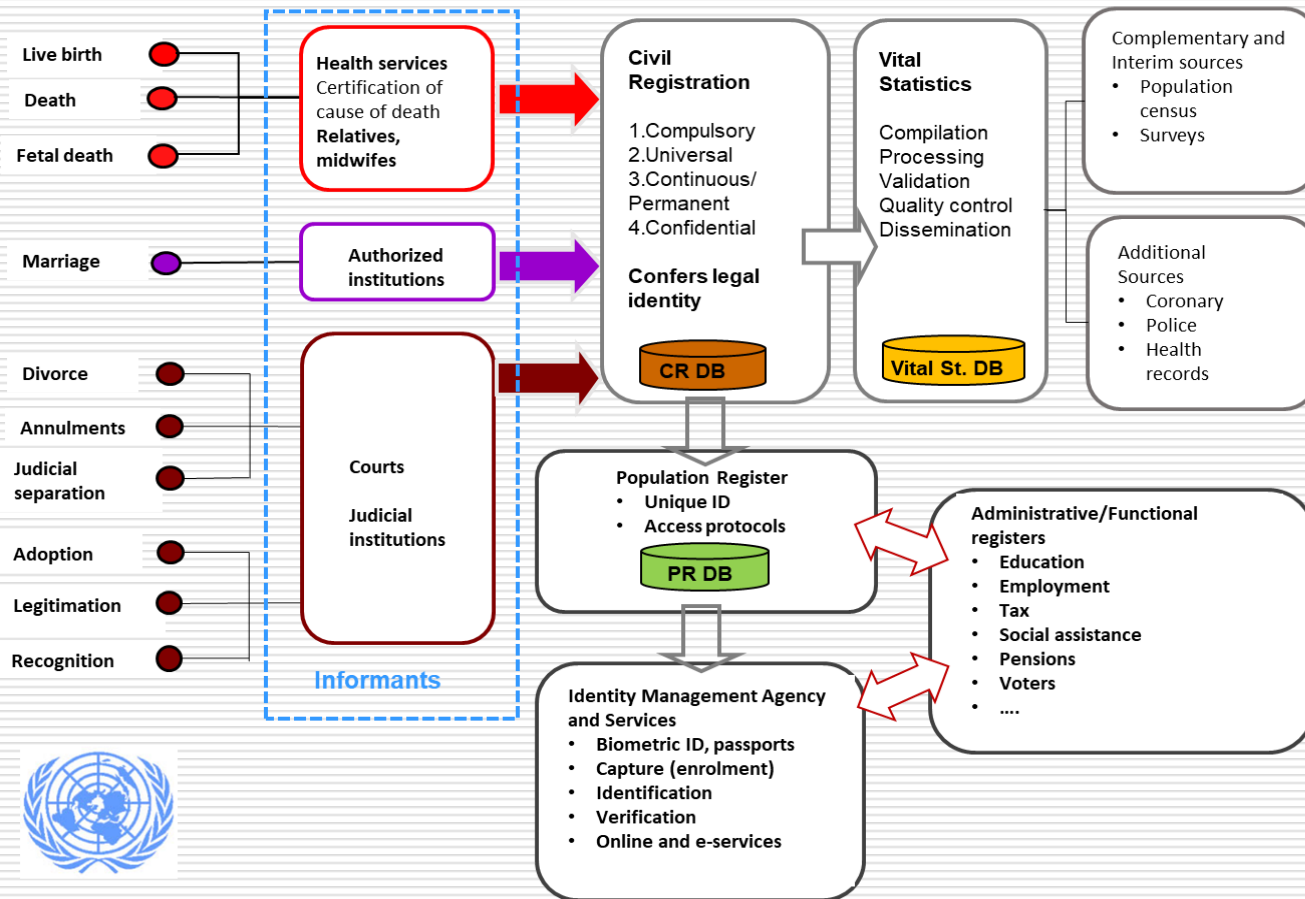 Live birth
Death
Fetal death
Marriage
Divorce
Annulments
Judicial
separation
Adoption
Legitimation
Recognition
Health services
Certification of
cause of death
Relatives,
midwifes
Authorized
institutions
Courts
Judicial
institutions
Informants
Civil
Registration
1.Compulsory
2.Universal
3.Continuous/
Permanent
4.Confidential
Confers legal
identity
CR DB
Vital
Statistics
Compilation
Processing
Validation
Quality control
Dissemination
Vital St. DB
Complementary and
Interim sources
• Population
census
• Surveys
Additional
Sources
• Coronary
• Police
• Health
records
Population Register
• Unique ID
• Access protocols
PR DB
Administrative/Functional
registers
• Education
• Employment
• Tax
• Social assistance
• Pensions
• Voters
• ....
Identity Management Agency
and Services
• Biometric ID, passports
• Capture (enrolment)
• Identification
• Verification
• Online and e-services